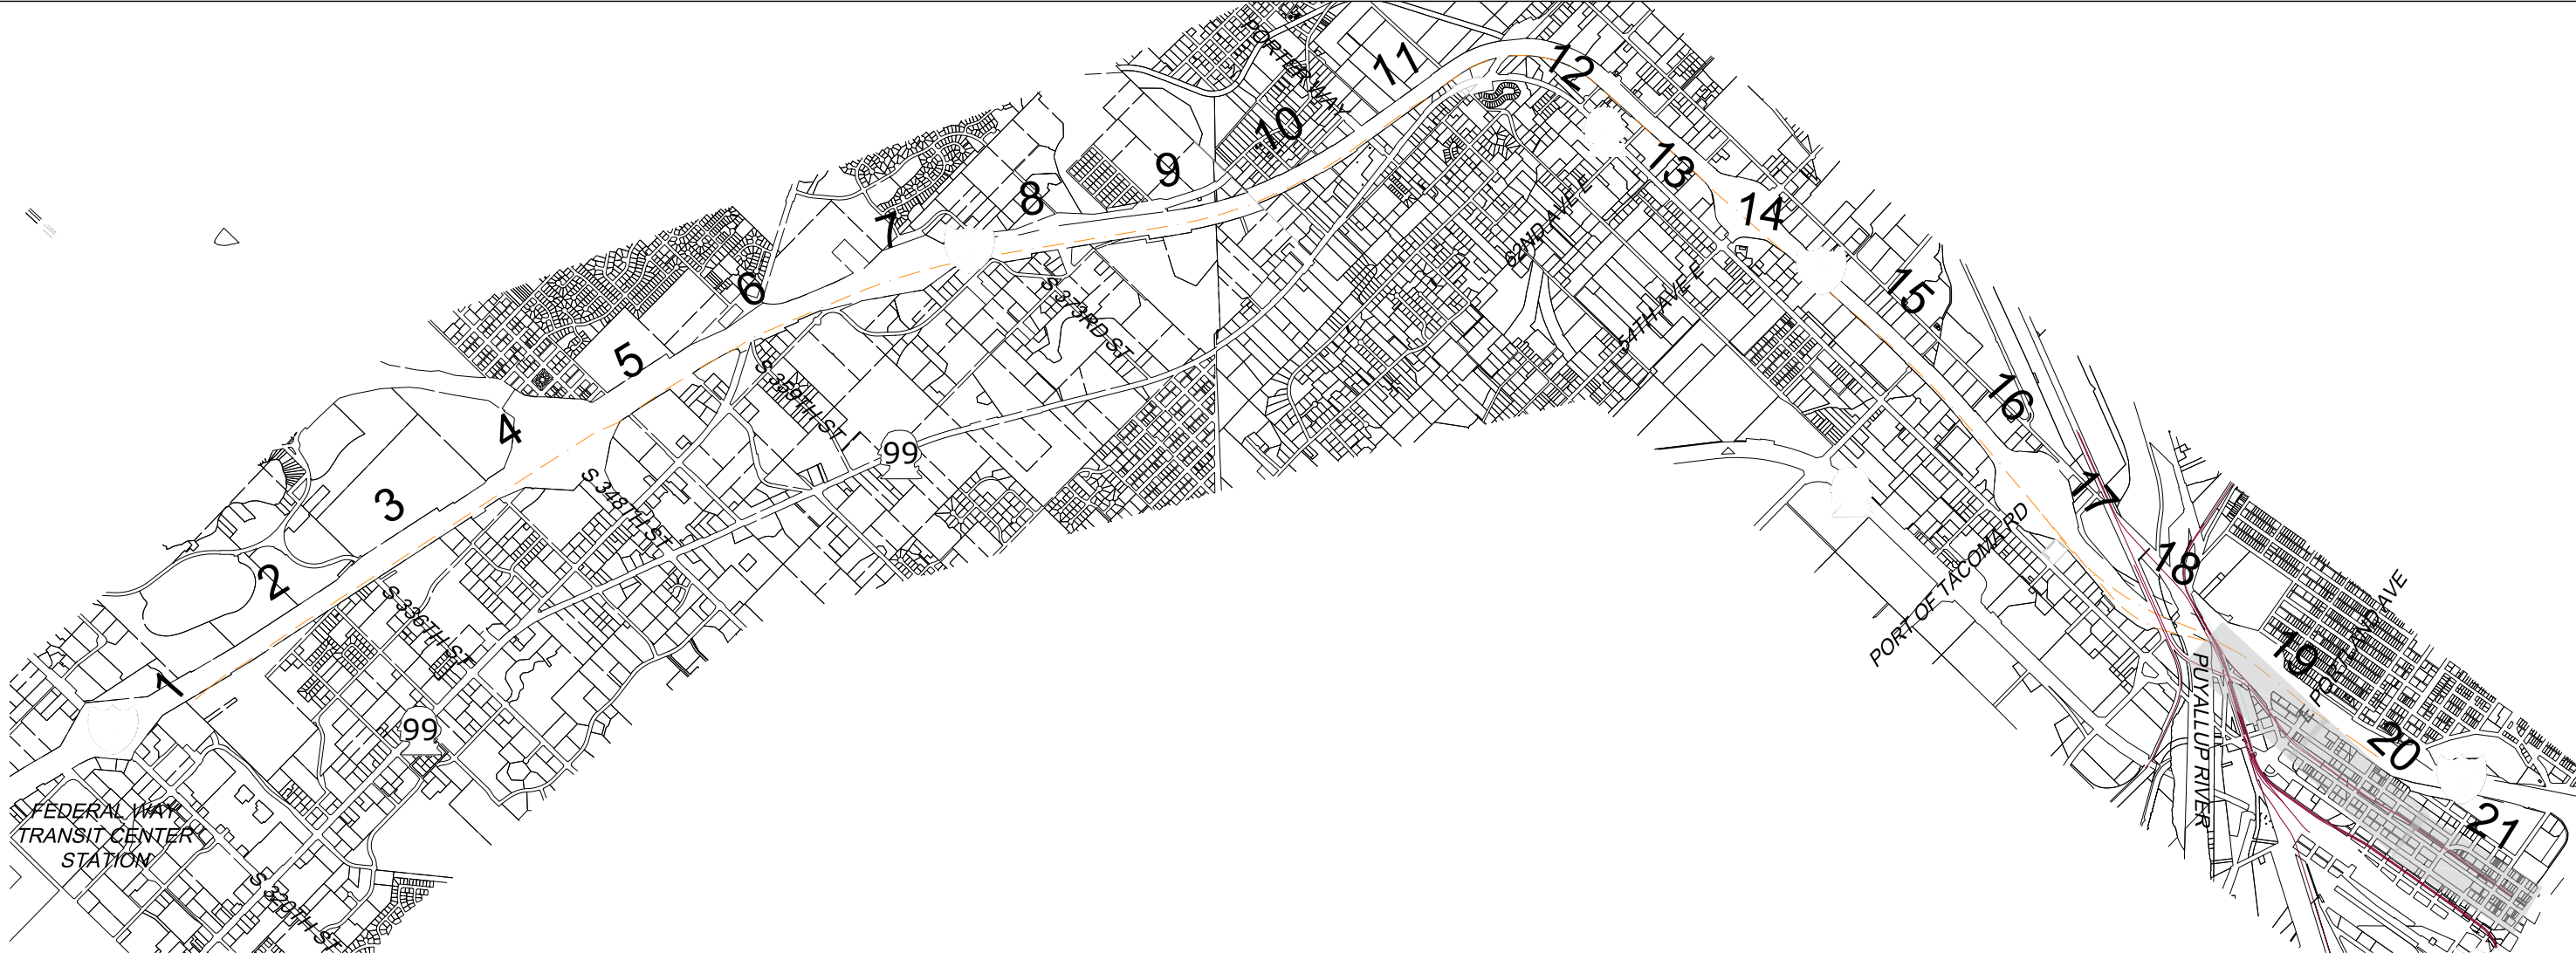 1
2
3
4
5
6
7
8
9
10
11
12
13
14
15
16
17
18
19
20
21
PORTER WAY
62ND AVE E
54TH AVE E
S 373RD ST
S 359TH ST
S 348TH ST
S 336TH ST
S 320TH ST
99
99
PORT OF TACOMA RD
PUYALLUP RIVER
PORTLAND AVE
FEDERAL WAY
TRANSIT CENTER
STATION